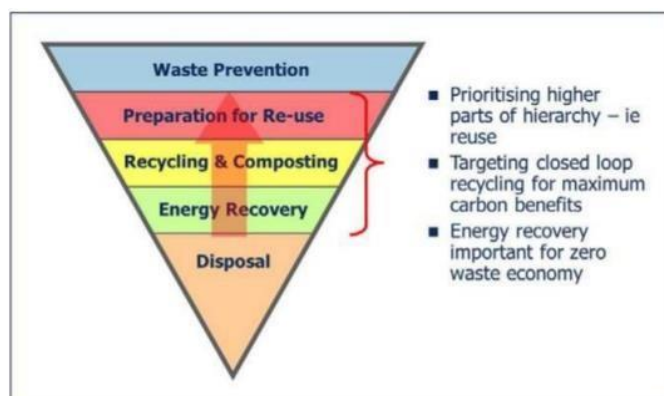 Waste Prevention
Preparation for Re-use
Recycling & Composting
Energy Recovery
Disposal
■ Prioritising higher
parts of hierarchy – ie
reuse
■ Targeting closed loop
recycling for maximum
carbon benefits
■ Energy recovery
important for zero
waste economy